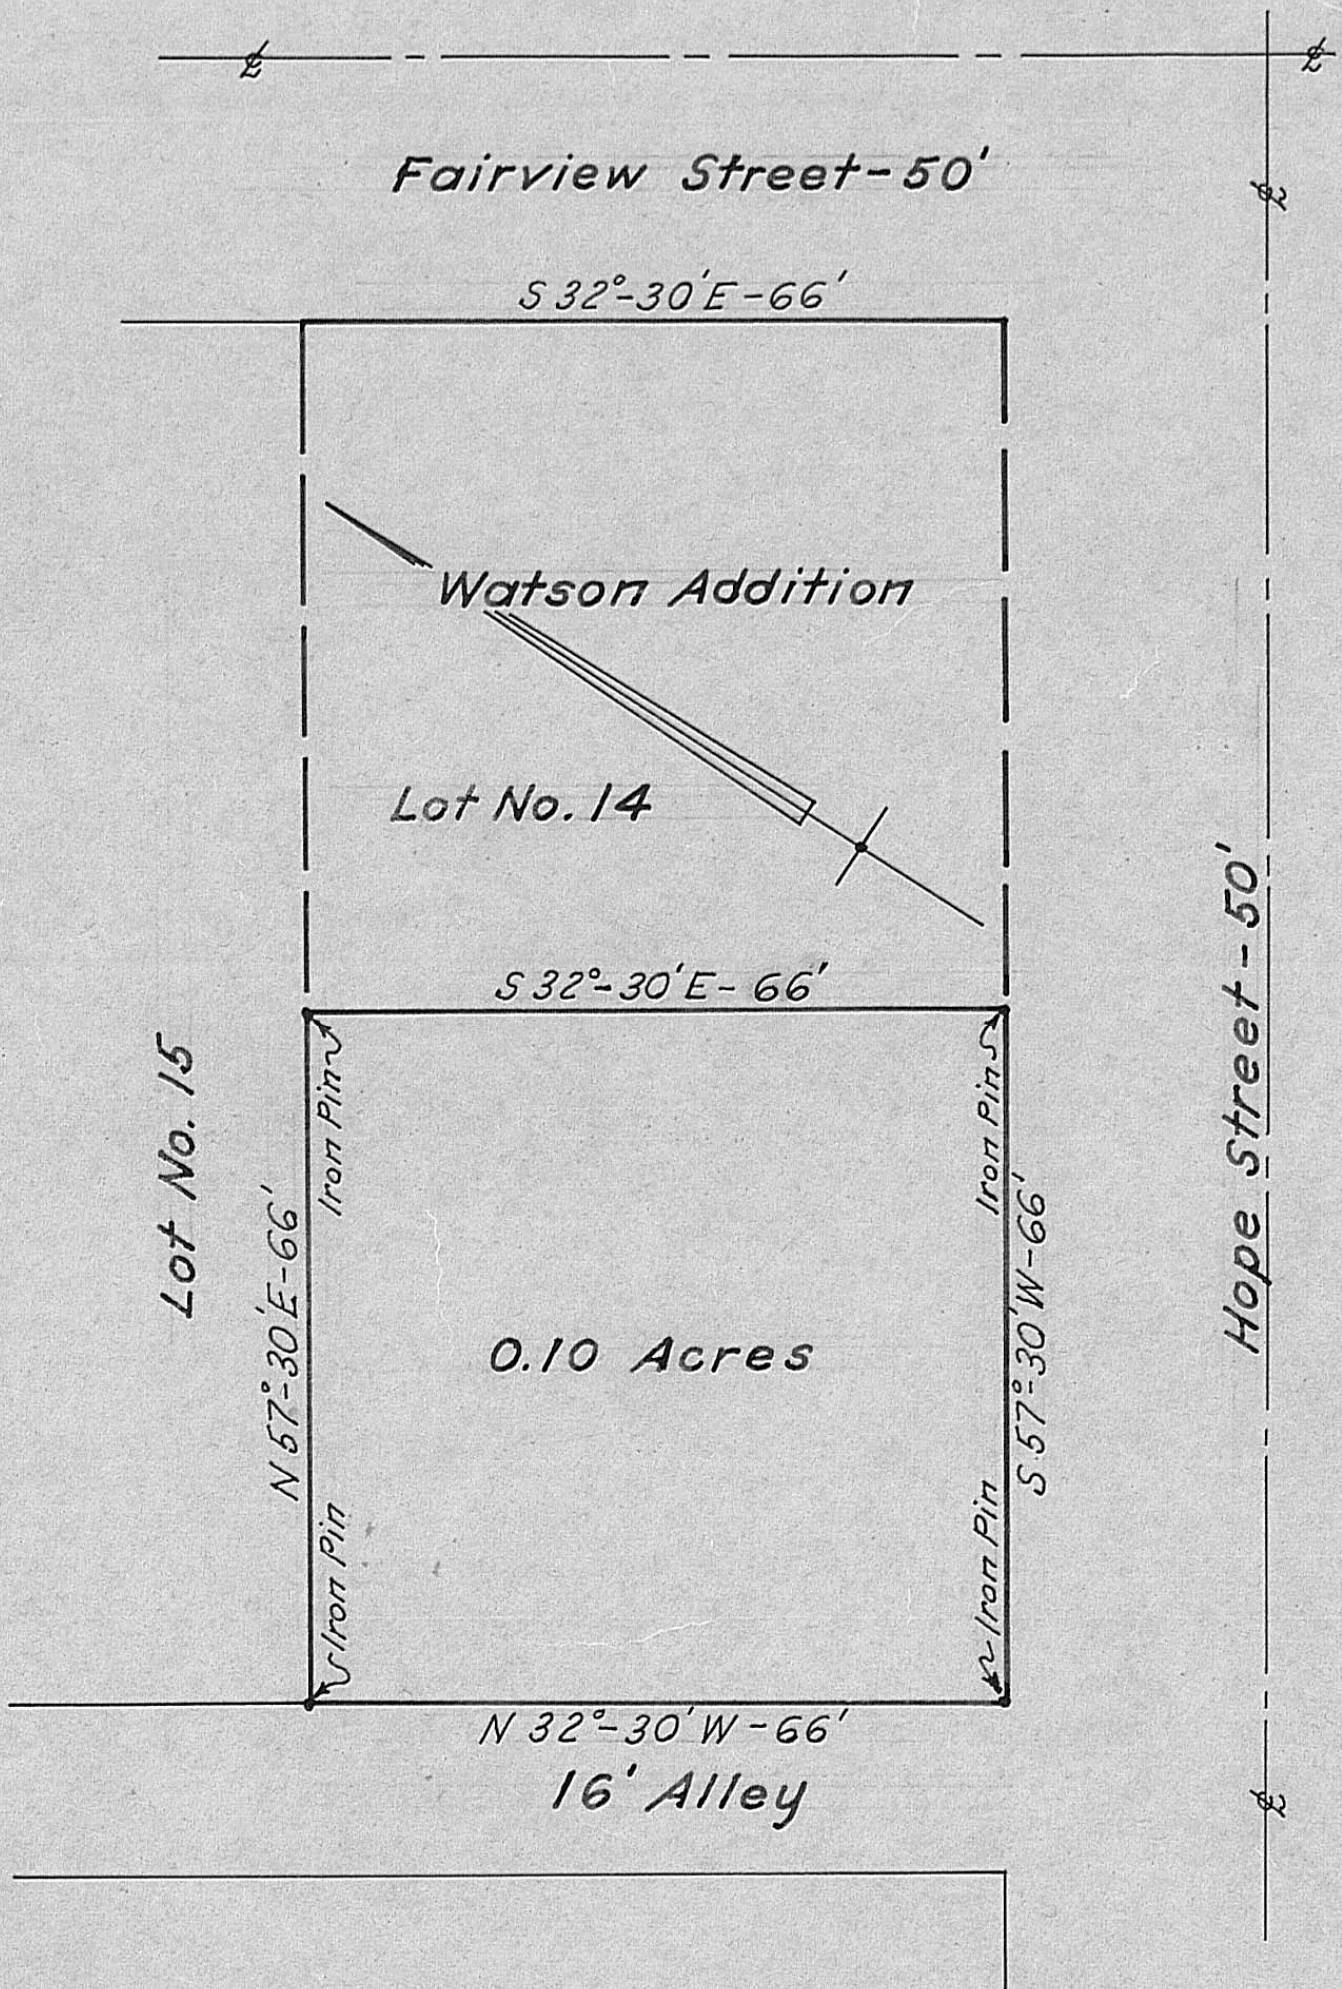 ℄
℄
Fairview Street-50'
℄
S 32°-30'E-66'
Watson Addition
Lot No. 14
S 32°-30'E-66'
Lot No. 15
Iron Pin
Iron Pin
Hope Street-50'
N 57°-30'E-66'
S 57°-30'W-66'
0.10 Acres
Iron Pin
Iron Pin
N 32°-30'W-66'
16' Alley
℄